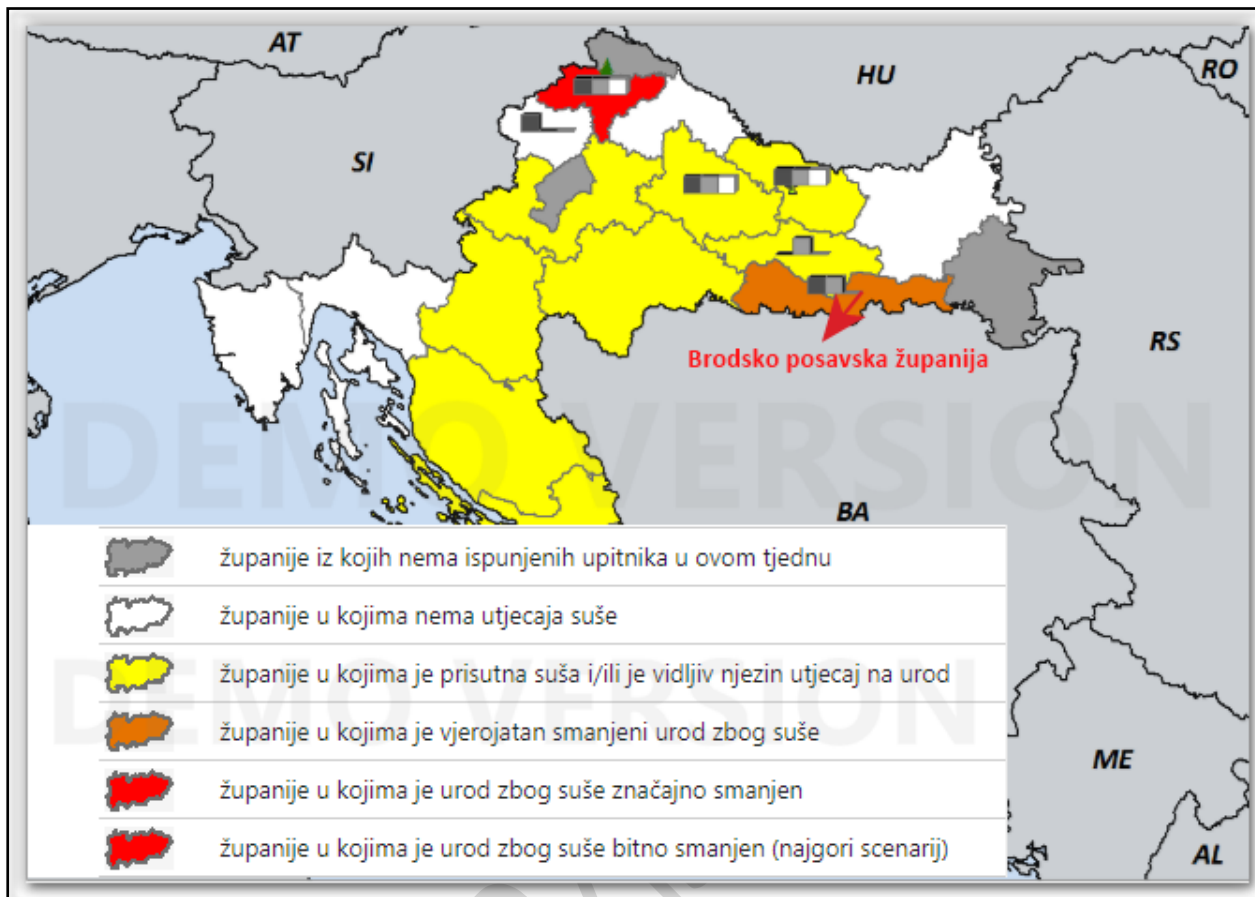 AT
HU
RO
SI
RS
Brodsko posavska županija
DEMO VERSION
BA
županije iz kojih nema ispunjenih upitnika u ovom tjednu
županije u kojima nema utjecaja suše
županije u kojima je prisutna suša i/ili je vidljiv njezin utjecaj na urod
DEMO VERSION
županije u kojima je vjerojatan smanjeni urod zbog suše
ME
županije u kojima je urod zbog suše značajno smanjen
županije u kojima je urod zbog suše bitno smanjen (najgori scenarij)
AL